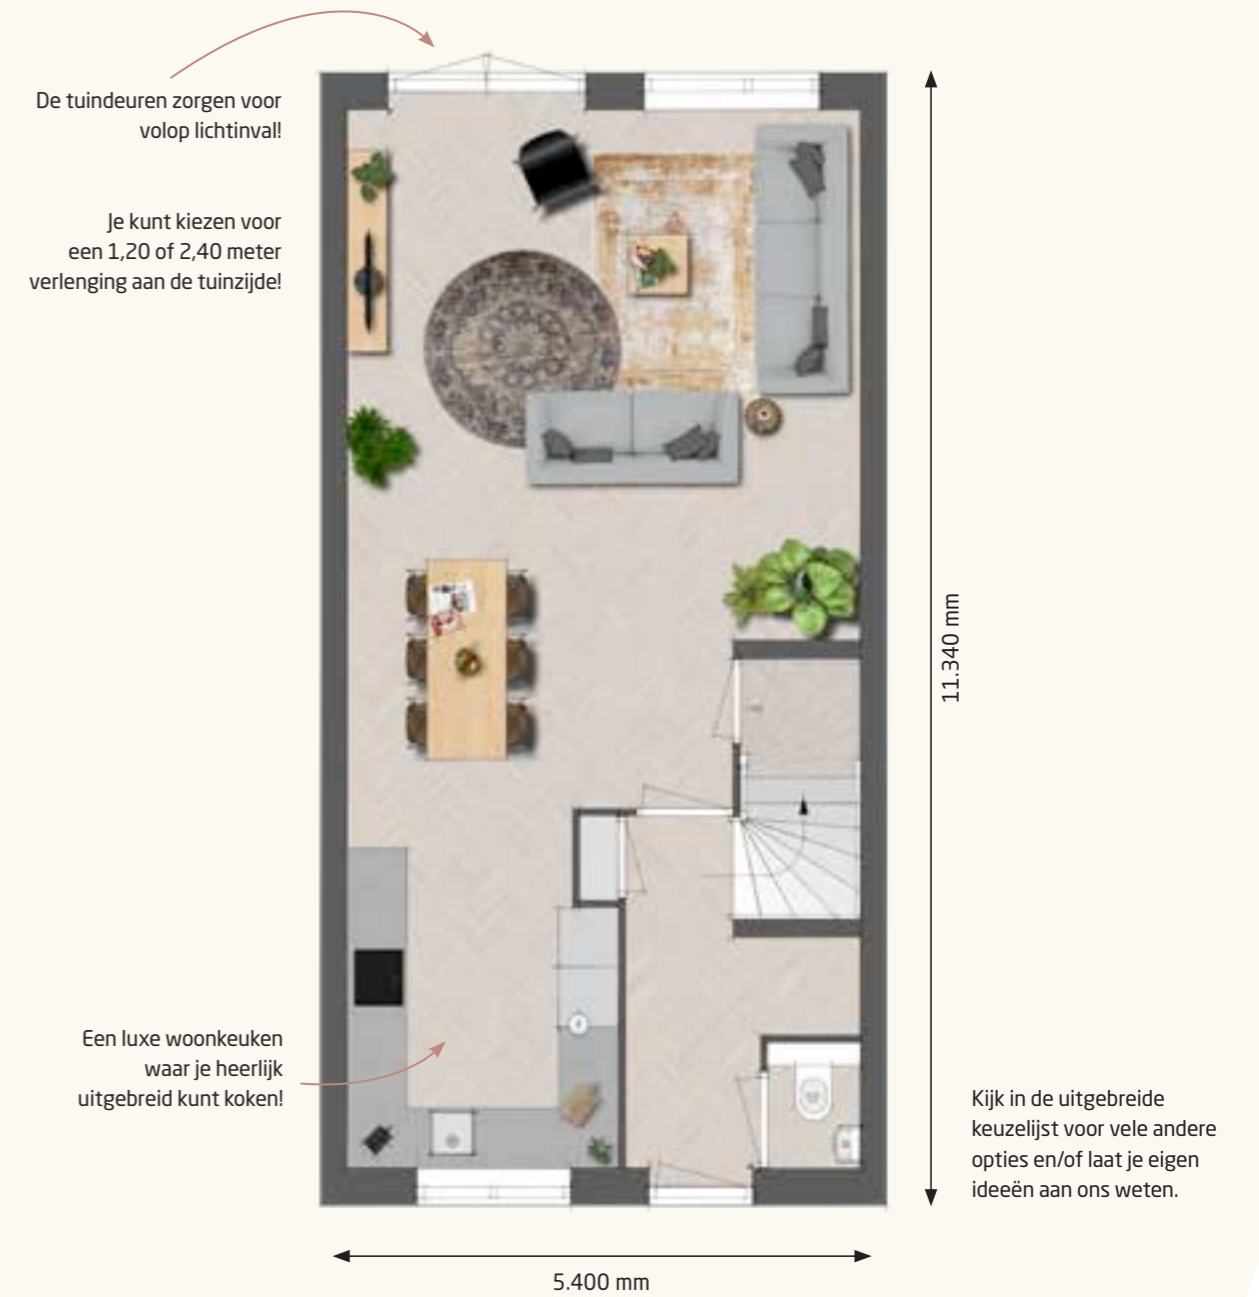 De tuindeuren zorgen voor
volop lichtinval!
Je kunt kiezen voor
een 1,20 of 2,40 meter
verlenging aan de tuinzijde!
11.340 mm
Een luxe woonkeuken
waar je heerlijk
uitgebreid kunt koken!
Kijk in de uitgebreide
keuzelijst voor vele andere
opties en/of laat je eigen
ideeën aan ons weten.
5.400 mm